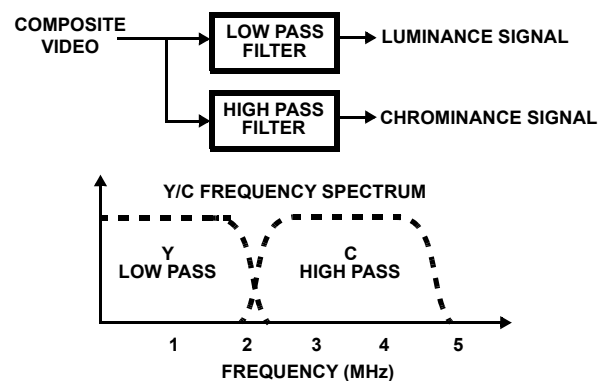 COMPOSITE
VIDEO
LOW PASS
FILTER
LUMINANCE SIGNAL
HIGH PASS
FILTER
CHROMINANCE SIGNAL
Y/C FREQUENCY SPECTRUM
Y
LOW PASS
C
HIGH PASS
1 2 3 4 5
FREQUENCY (MHz)